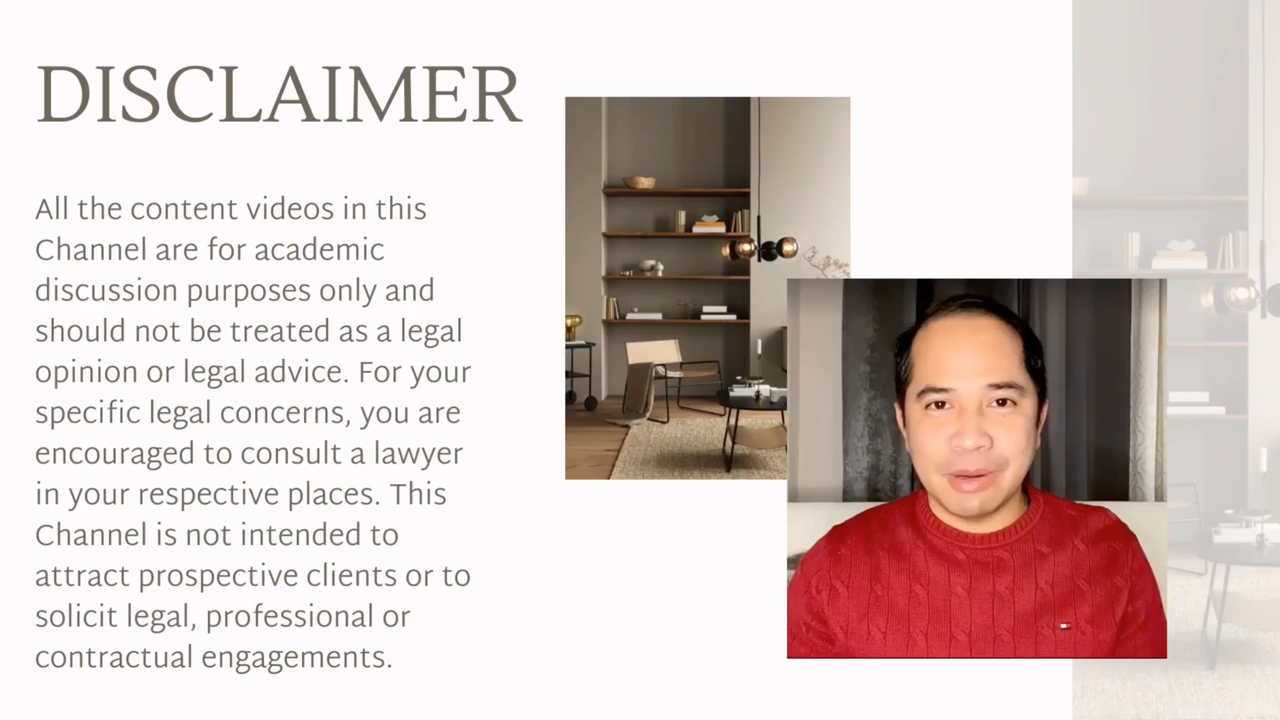 DISCLAIMER
All the content videos in this
Channel are for academic
discussion purposes only and
should not be treated as a legal
opinion or legal advice. For your
specific legal concerns, you are
encouraged to consult a lawyer
in your respective places. This
Channel is not intended to
attract prospective clients or to
solicit legal, professional or
contractual engagements.